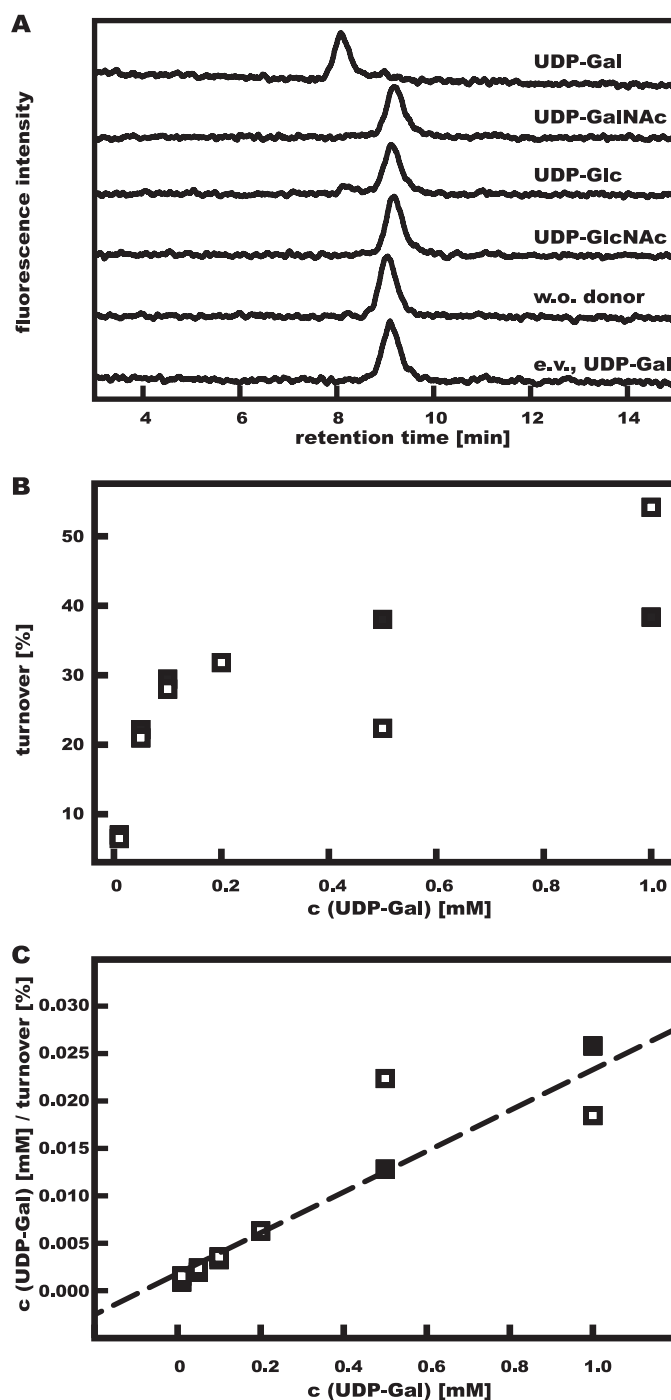 A
fluorescence intensity
UDP-Gal
UDP-GalNAc
UDP-Glc
UDP-GlcNAc
w.o. donor
e.v., UDP-Gal
4 6 8 10 12 14
retention time [min]
B
turnover [%]
50
40
30
20
10
0 0.2 0.4 0.6 0.8 1.0
c (UDP-Gal) [mM]
C
c (UDP-Gal) [mM] / turnover [%]
0.030
0.025
0.020
0.015
0.010
0.005
0.000
0 0.2 0.4 0.6 0.8 1.0
c (UDP-Gal) [mM]